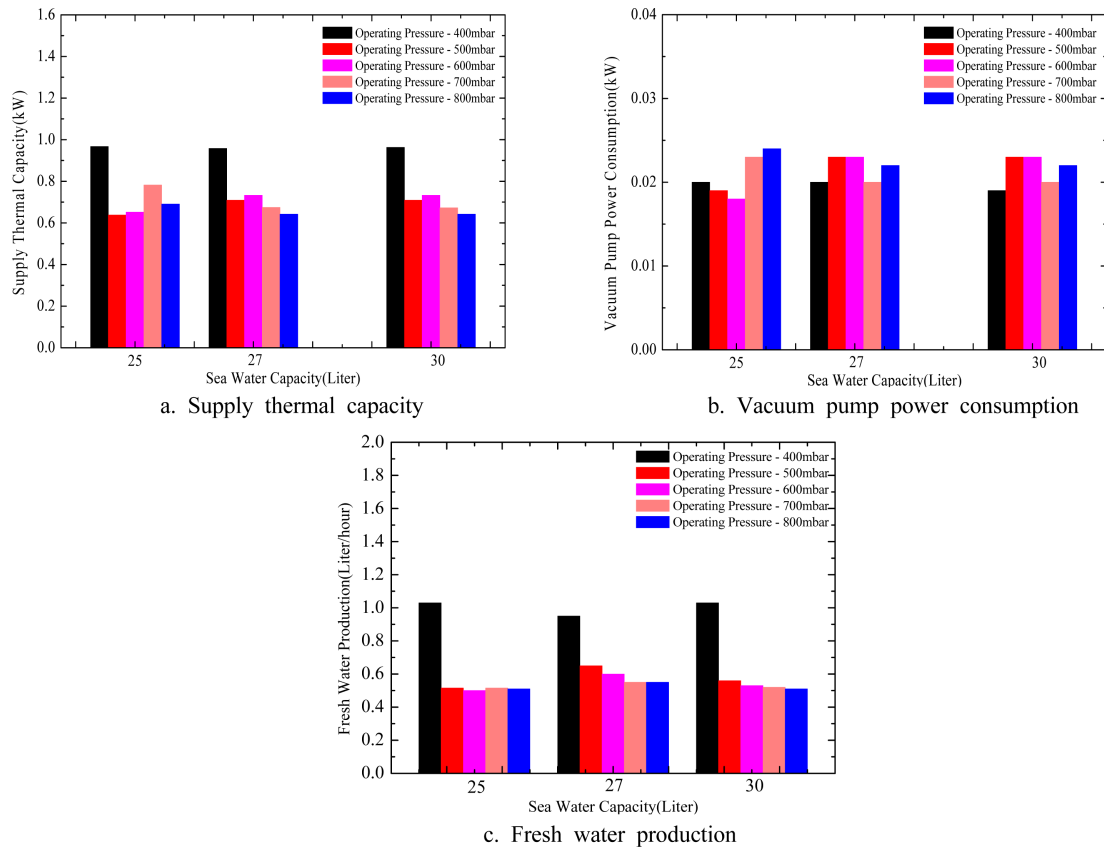 1.6
1.4
1.2
1.0
0.8
0.6
0.4
0.2
0.0
Supply Thermal Capacity(kW)
Operating Pressure - 400mbar
Operating Pressure - 500mbar
Operating Pressure - 600mbar
Operating Pressure - 700mbar
Operating Pressure - 800mbar
25 27 30
Sea Water Capacity(Liter)
a. Supply thermal capacity
0.04
0.03
0.02
0.01
0.00
Vacuum Pump Power Consumption(kW)
Operating Pressure - 400mbar
Operating Pressure - 500mbar
Operating Pressure - 600mbar
Operating Pressure - 700mbar
Operating Pressure - 800mbar
25 27 30
Sea Water Capacity(Liter)
b. Vacuum pump power consumption
2.0
1.8
1.6
1.4
1.2
1.0
0.8
0.6
0.4
0.2
0.0
Fresh Water Production(Liter/hour)
Operating Pressure - 400mbar
Operating Pressure - 500mbar
Operating Pressure - 600mbar
Operating Pressure - 700mbar
Operating Pressure - 800mbar
25 27 30
Sea Water Capacity(Liter)
c. Fresh water production